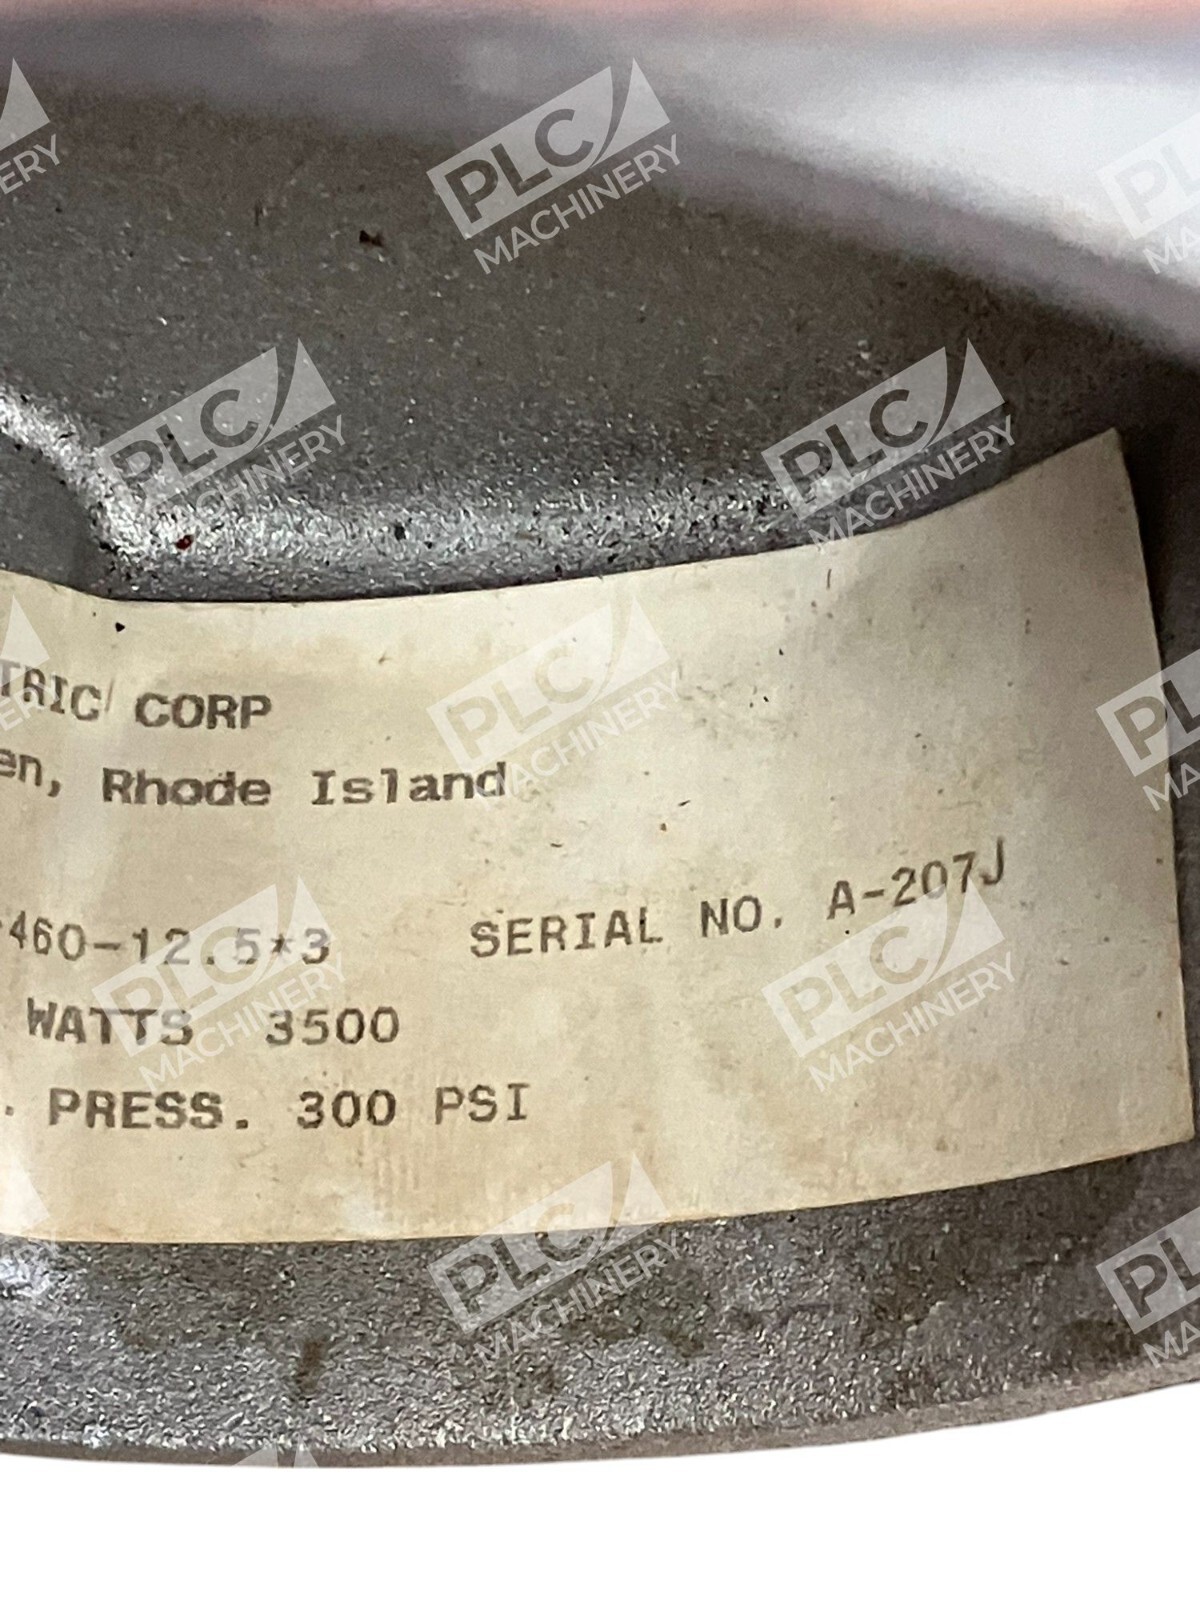 TRIC CORP
en, Rhode Island
460-12.5*3 SERIAL NO. A-207J
WATTS 3500
. PRESS. 300 PSI
PLC MACHINERY